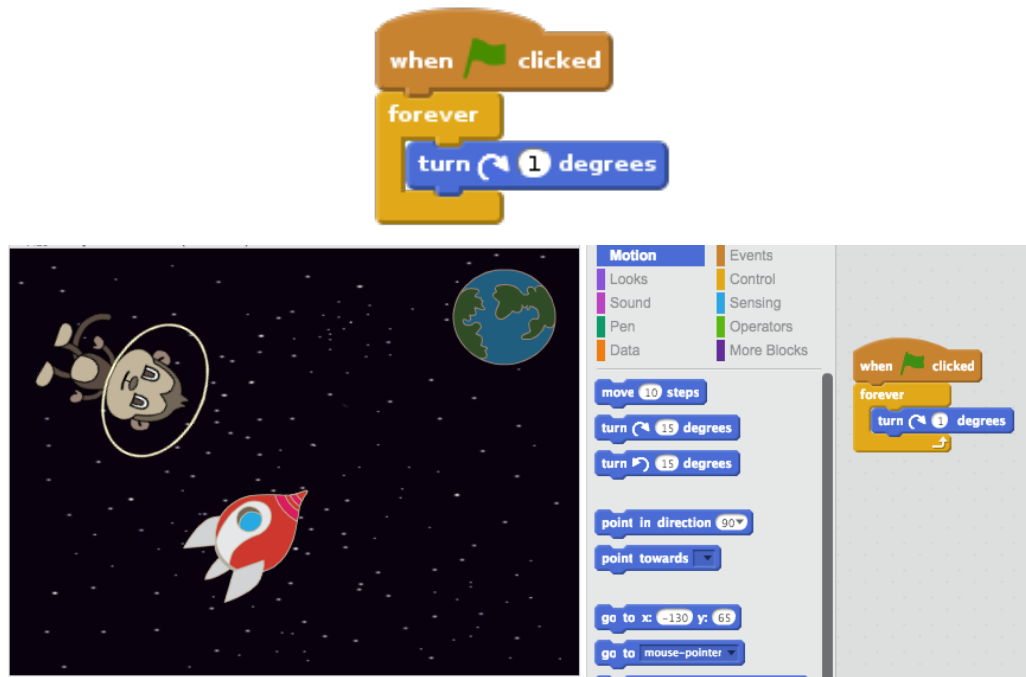 when clicked
forever
turn 1 degrees
Motion
Looks
Sound
Pen
Data
Events
Control
Sensing
Operators
More Blocks
move 10 steps
turn 15 degrees
turn 15 degrees
point in direction 90
point towards
go to x: -130 y: 65
go to mouse-pointer
when clicked
forever
turn 1 degrees